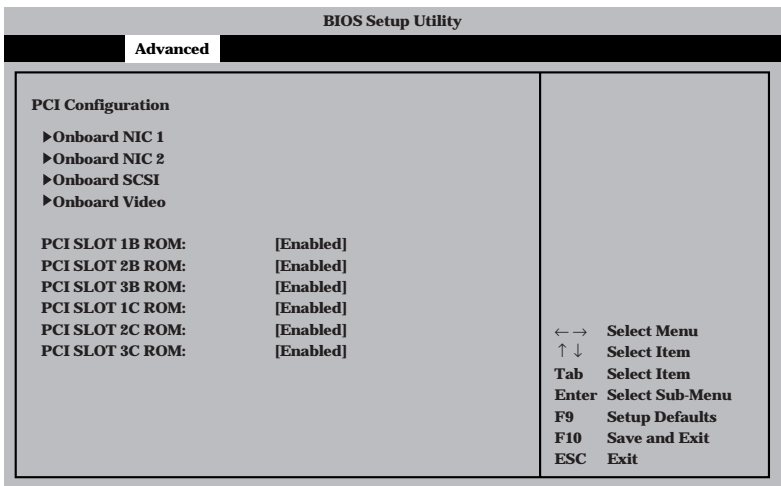 BIOS Setup Utility
Advanced
PCI Configuration
▶Onboard NIC 1
▶Onboard NIC 2
▶Onboard SCSI
▶Onboard Video
PCI SLOT 1B ROM: [Enabled]
PCI SLOT 2B ROM: [Enabled]
PCI SLOT 3B ROM: [Enabled]
PCI SLOT 1C ROM: [Enabled]
PCI SLOT 2C ROM: [Enabled]
PCI SLOT 3C ROM: [Enabled]
←→ Select Menu
↑↓ Select Item
Tab Select Item
Enter Select Sub-Menu
F9 Setup Defaults
F10 Save and Exit
ESC Exit